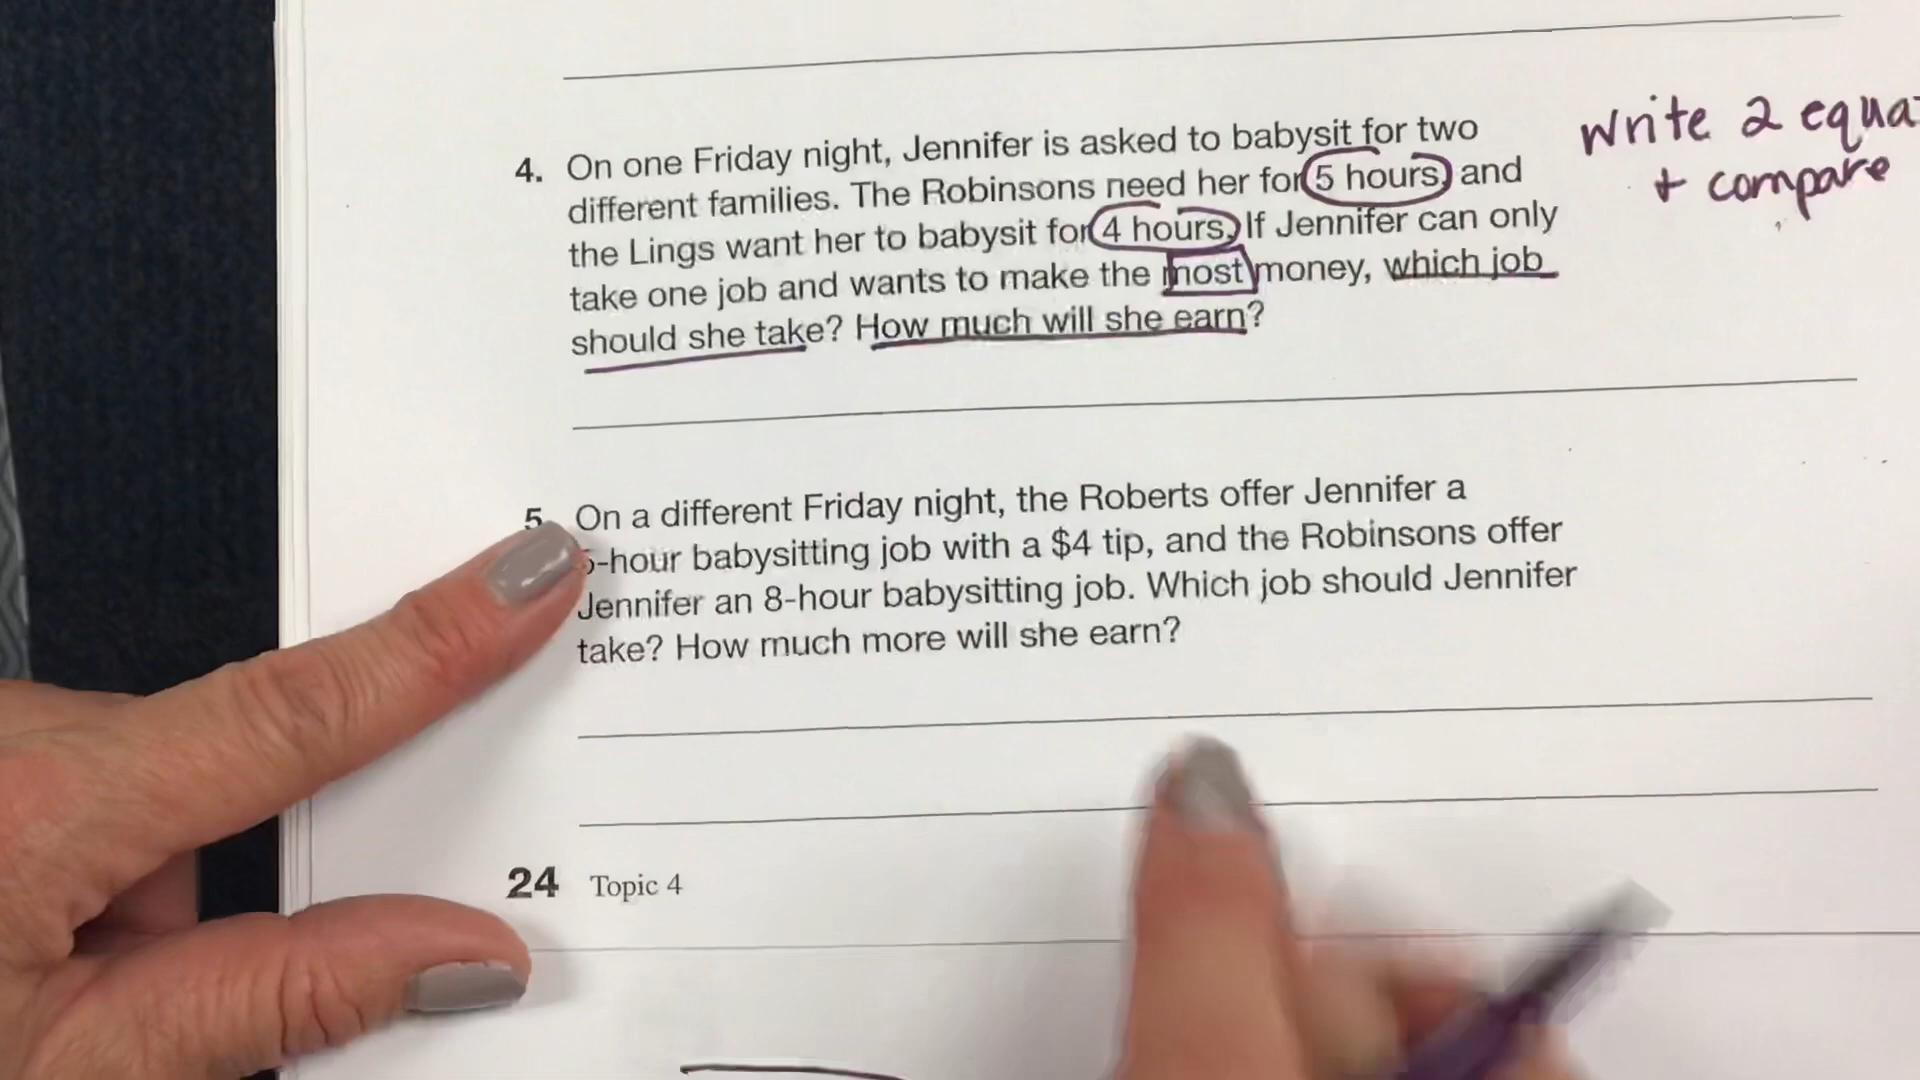 4. On one Friday night, Jennifer is asked to babysit for two
different families. The Robinsons need her for 5 hours, and
the Lings want her to babysit for 4 hours. If Jennifer can only
take one job and wants to make the most money, which job
should she take? How much will she earn?
write 2 equa
+ compare
5 On a different Friday night, the Roberts offer Jennifer a
-hour babysitting job with a $4 tip, and the Robinsons offer
Jennifer an 8-hour babysitting job. Which job should Jennifer
take? How much more will she earn?
24 Topic 4